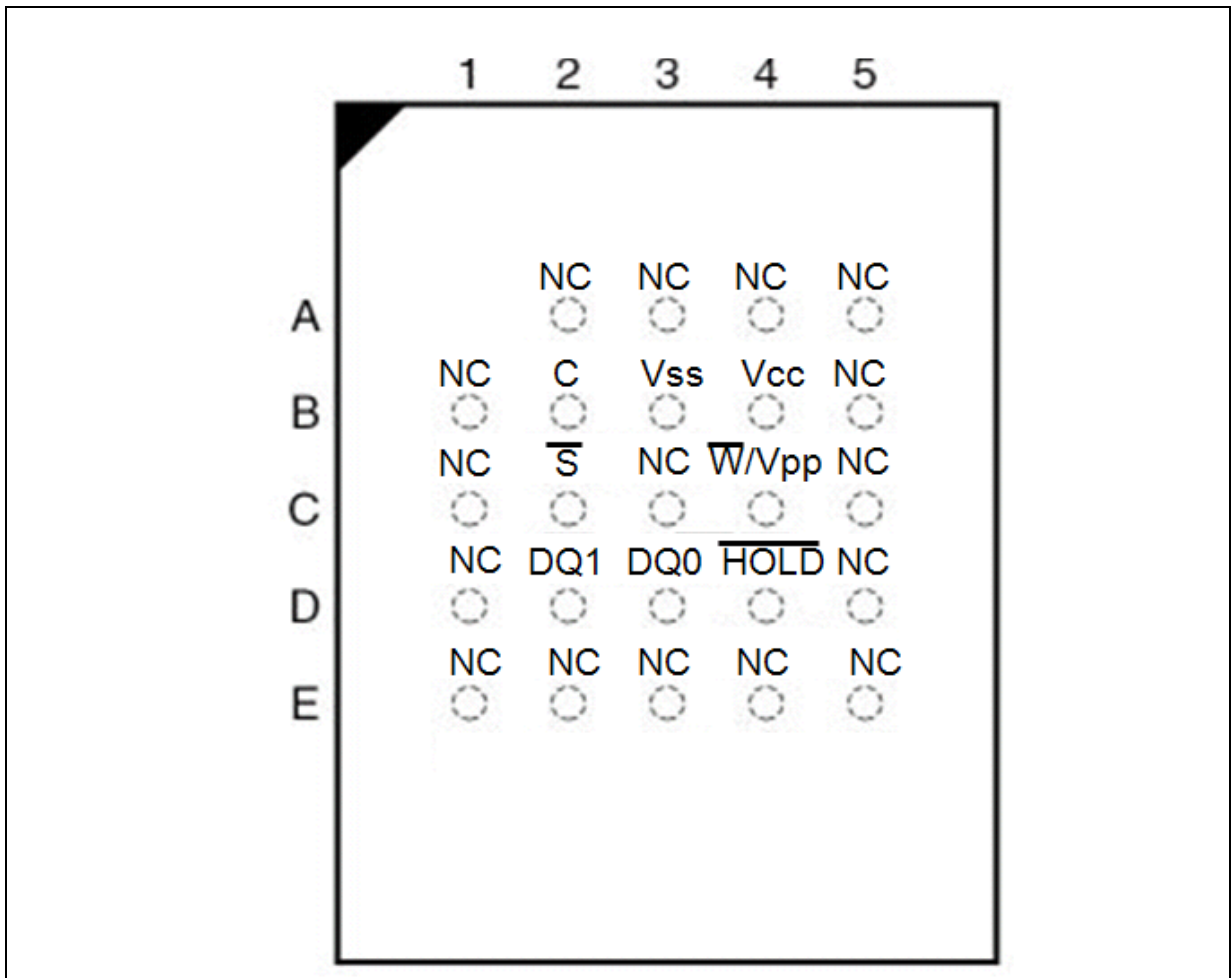 1 2 3 4 5
NC NC NC NC
A
NC C Vss Vcc NC
B
NC S̅ NC W̅/Vpp NC
C
NC DQ1 DQ0 H̅O̅L̅D̅ NC
D
NC NC NC NC NC
E